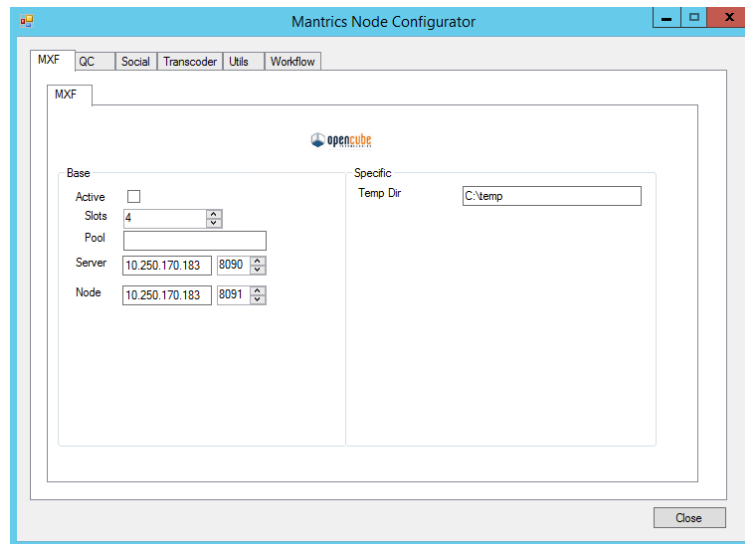 Mantrics Node Configurator
MXF QC Social Transcoder Utils Workflow
MXF
opencube
Base
Active
Slots 4
Pool
Server 10.250.170.183 8090
Node 10.250.170.183 8091
Specific
Temp Dir C:\temp
Close